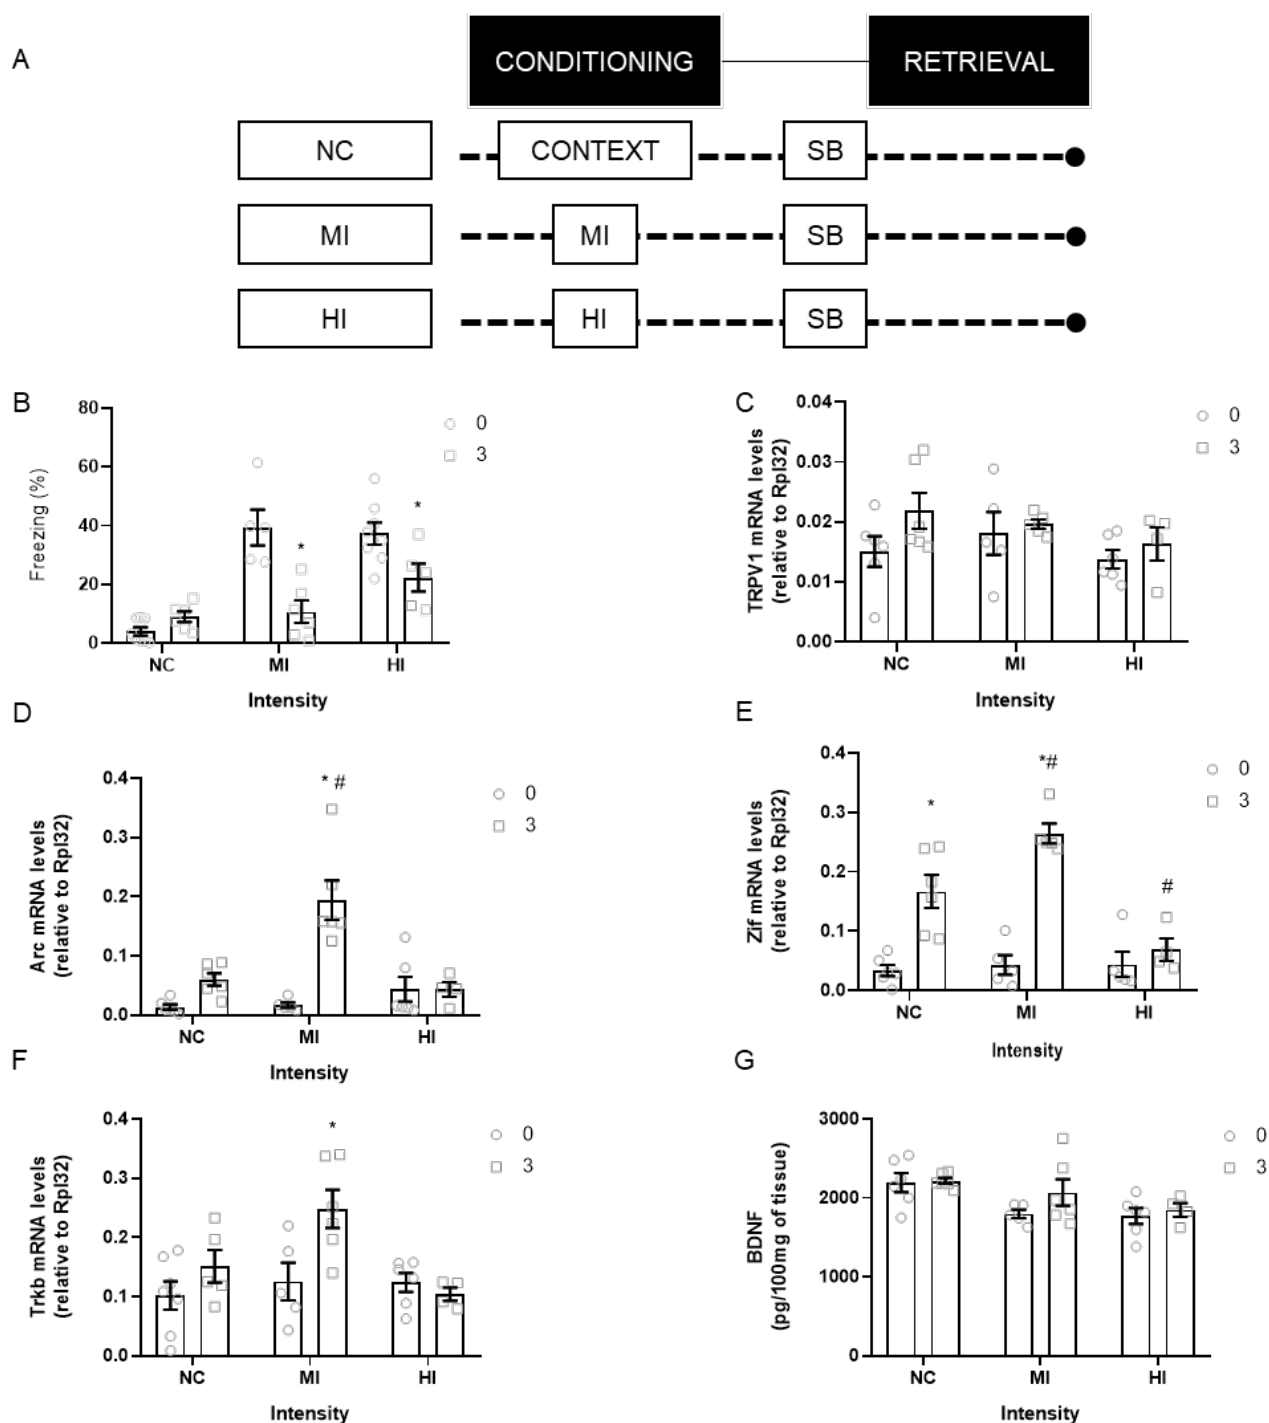 A
CONDITIONING
RETRIEVAL
NC
CONTEXT
SB
MI
MI
SB
HI
HI
SB
B
Freezing (%)
80
60
40
20
0
0
3
*
*
NC
MI
HI
Intensity
C
TRPV1 mRNA levels
(relative to Rpl32)
0.04
0.03
0.02
0.01
0.00
0
3
NC
MI
HI
Intensity
D
Arc mRNA levels
(relative to Rpl32)
0.4
0.3
0.2
0.1
0.0
* #
0
3
NC
MI
HI
Intensity
E
Zif mRNA levels
(relative to Rpl32)
0.4
0.3
0.2
0.1
0.0
*
*#
#
0
3
NC
MI
HI
Intensity
F
Trkb mRNA levels
(relative to Rpl32)
0.4
0.3
0.2
0.1
0.0
*
0
3
NC
MI
HI
Intensity
G
BDNF
(pg/100mg of tissue)
3000
2000
1000
0
0
3
NC
MI
HI
Intensity